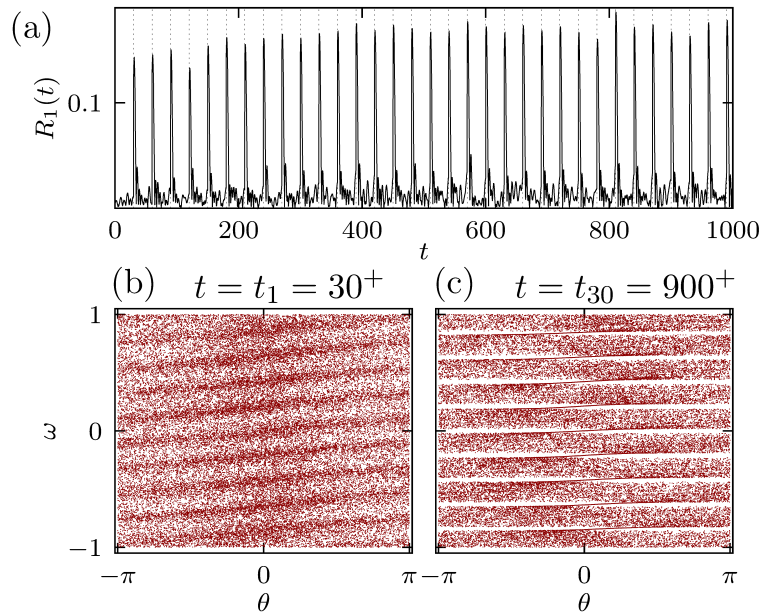 (a)
R₁(t)
0.1
0 200 400 600 800 1000
t
(b) t = t₁ = 30⁺
(c) t = t₃₀ = 900⁺
1
0
−1
ω
−π 0 π
−π 0 π
θ
θ